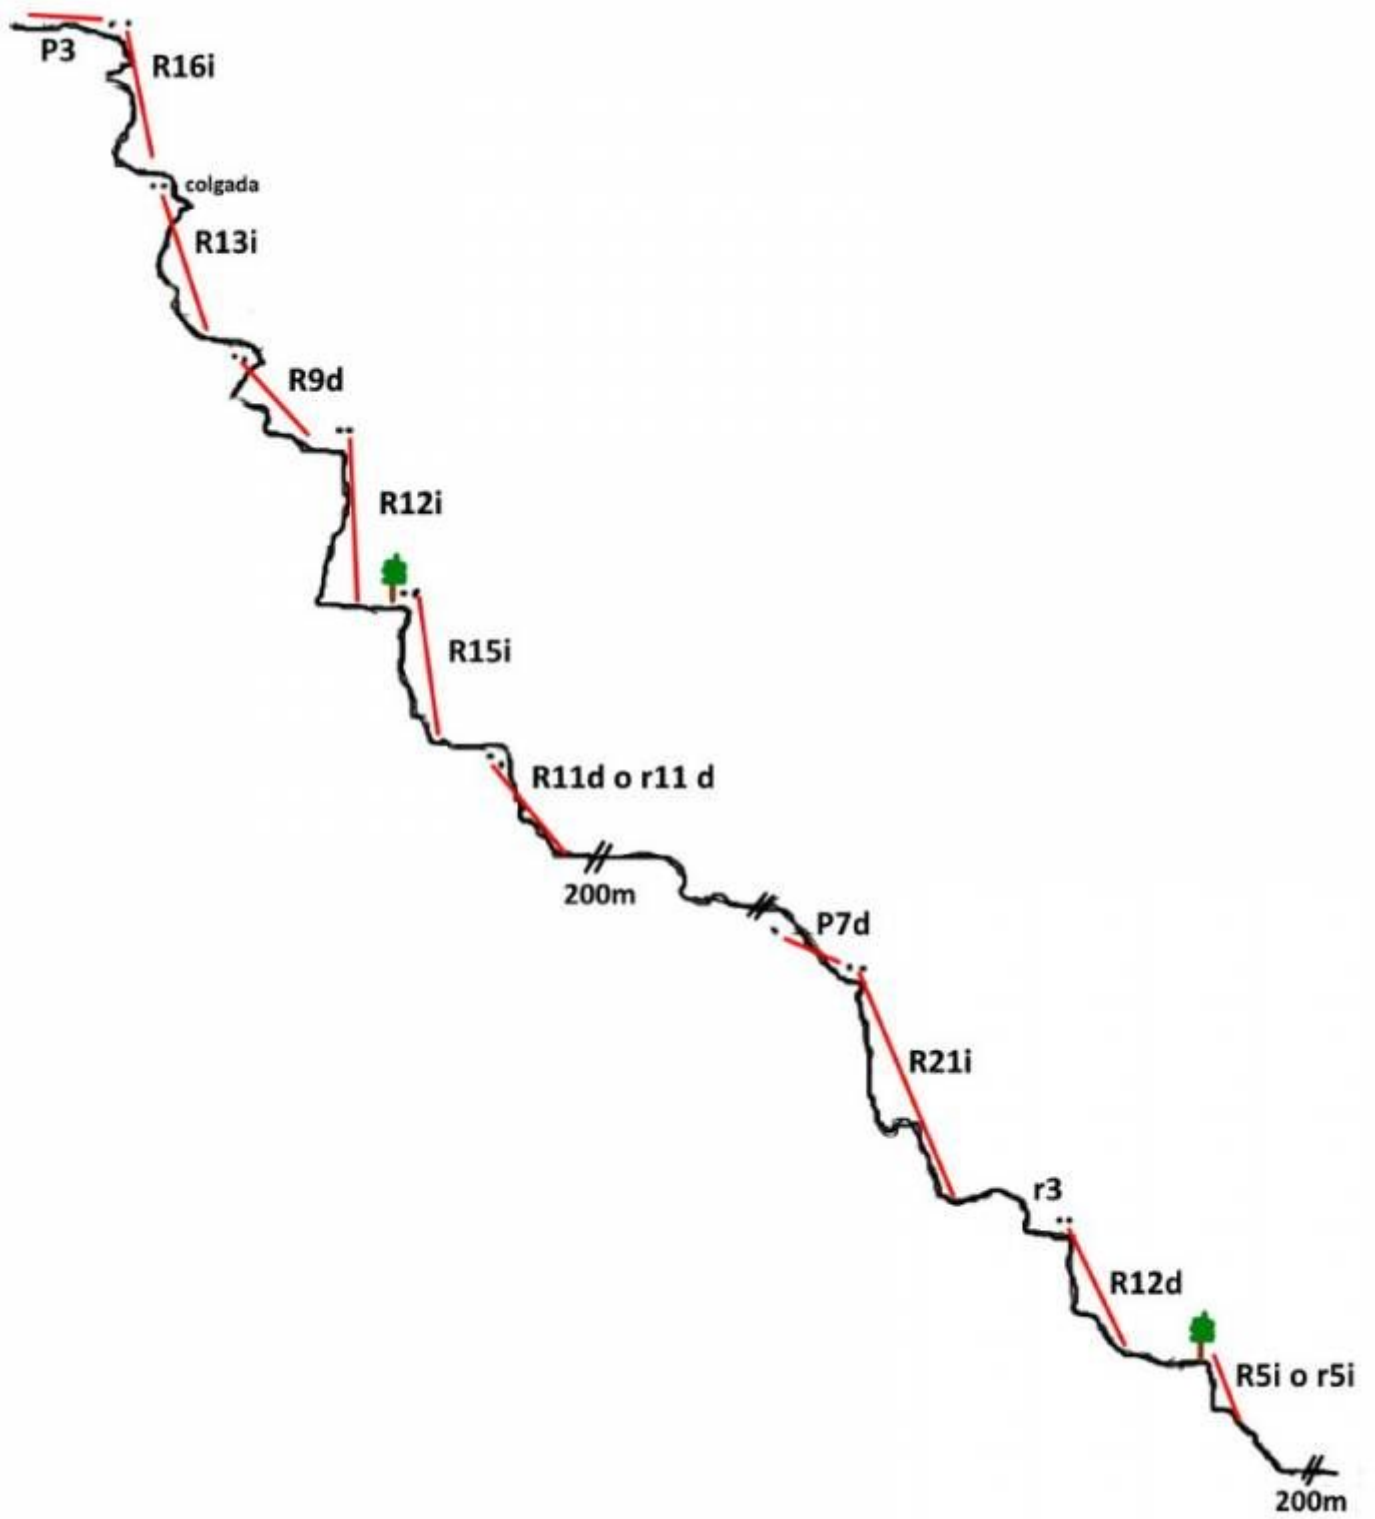 P3
R16i
colgada
R13i
R9d
R12i
R15i
R11d o r11 d
200m
P7d
R21i
r3
R12d
R5i o r5i
200m